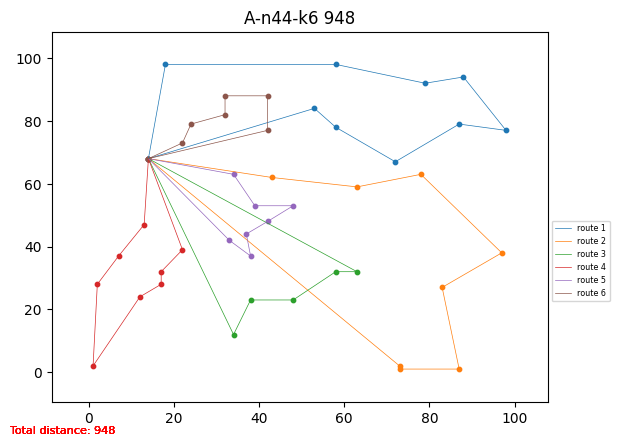 A-n44-k6 948
100
80
60
40
20
0
0 20 40 60 80 100
route 1
route 2
route 3
route 4
route 5
route 6
Total distance: 948